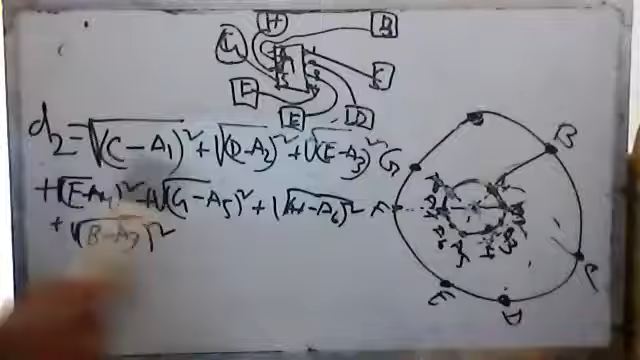 H
B
G
C
F
E
D
d₂ = √(C-A₁)² + √(D-A₂)² + √(E-A₃)²
+ √(F-A₄)² + √(G-A₅)² + √(H-A₆)²
+ √(B-A₇)²
B
G
F
C
E
D